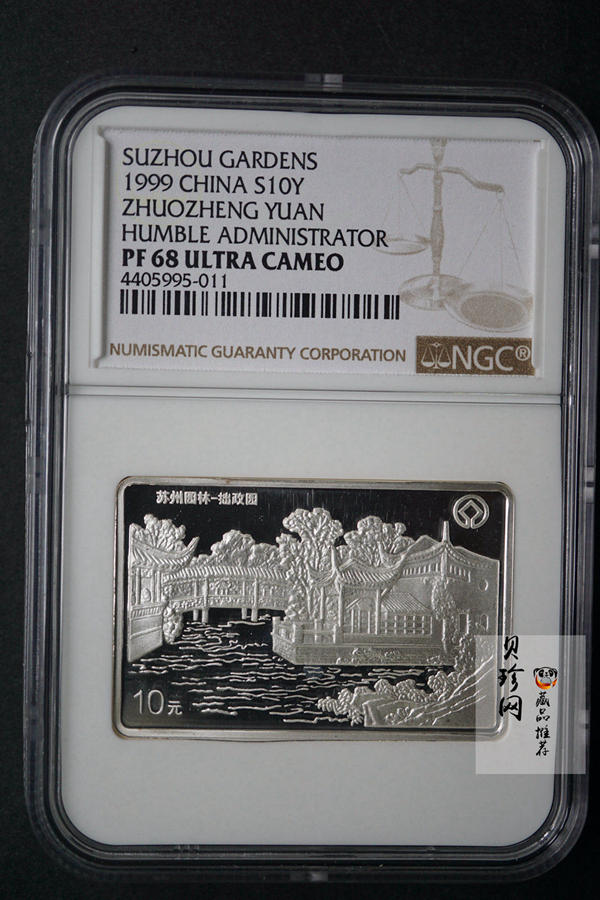 SUZHOU GARDENS
1999 CHINA S10Y
ZHUOZHENG YUAN
HUMBLE ADMINISTRATOR
PF 68 ULTRA CAMEO
4405995-011
NUMISMATIC GUARANTY CORPORATION
NGC®
苏州园林-拙政园
10元
贝珍网
藏品推荐